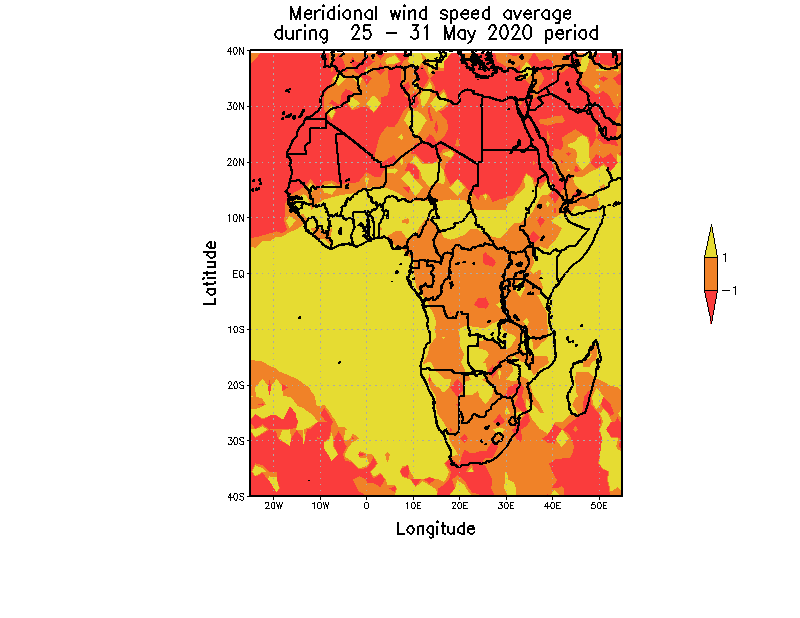 Meridional wind speed average
during 25 - 31 May 2020 period
40N
30N
20N
10N
EQ
10S
20S
30S
40S
20W 10W 0 10E 20E 30E 40E 50E
Latitude
Longitude
1
-1